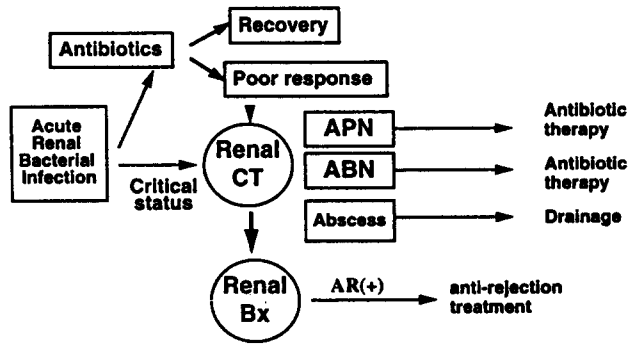 Recovery
Antibiotics
Poor response
Acute
Renal
Bacterial
Infection
Critical
status
Renal
CT
APN
Antibiotic
therapy
ABN
Antibiotic
therapy
Abscess
Drainage
Renal
Bx
AR(+)
anti-rejection
treatment